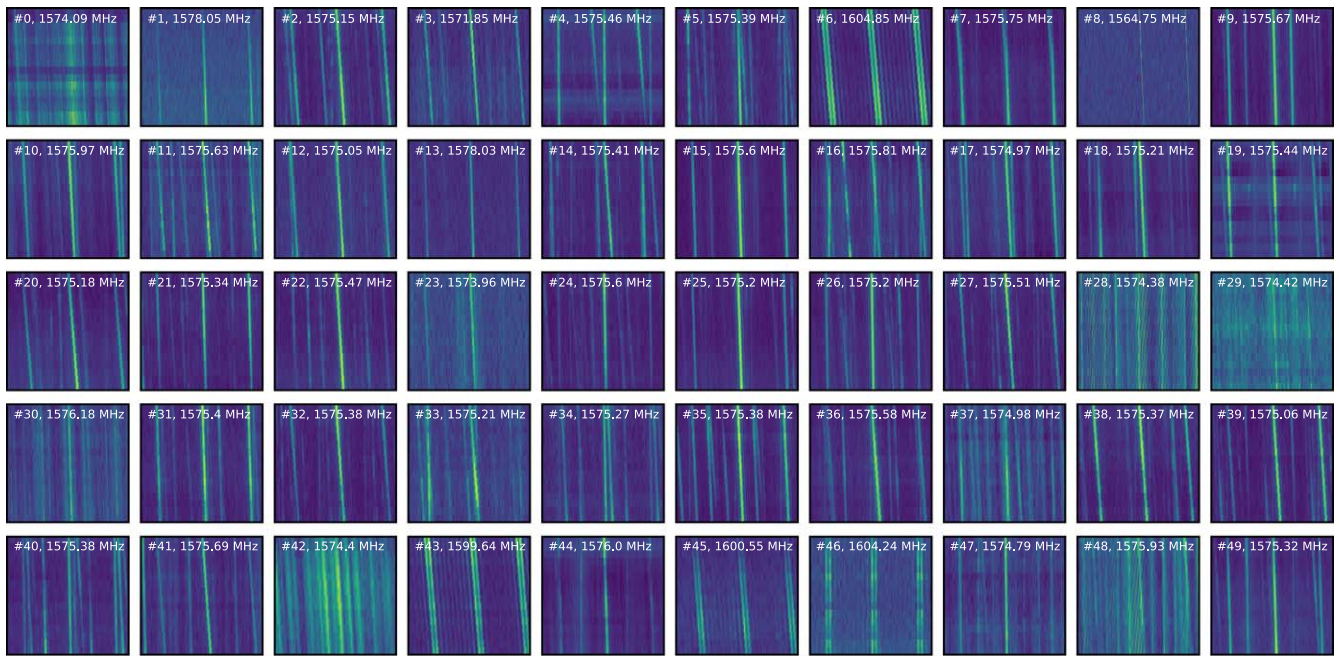 #0, 1574.09 MHz
#1, 1578.05 MHz
#2, 1575.15 MHz
#3, 1571.85 MHz
#4, 1575.46 MHz
#5, 1575.39 MHz
#6, 1604.85 MHz
#7, 1575.75 MHz
#8, 1564.75 MHz
#9, 1575.67 MHz
#10, 1575.97 MHz
#11, 1575.63 MHz
#12, 1575.05 MHz
#13, 1578.03 MHz
#14, 1575.41 MHz
#15, 1575.6 MHz
#16, 1575.81 MHz
#17, 1574.97 MHz
#18, 1575.21 MHz
#19, 1575.44 MHz
#20, 1575.18 MHz
#21, 1575.34 MHz
#22, 1575.47 MHz
#23, 1573.96 MHz
#24, 1575.6 MHz
#25, 1575.2 MHz
#26, 1575.2 MHz
#27, 1575.51 MHz
#28, 1574.38 MHz
#29, 1574.42 MHz
#30, 1576.18 MHz
#31, 1575.4 MHz
#32, 1575.38 MHz
#33, 1575.21 MHz
#34, 1575.27 MHz
#35, 1575.38 MHz
#36, 1575.58 MHz
#37, 1574.98 MHz
#38, 1575.37 MHz
#39, 1575.06 MHz
#40, 1575.38 MHz
#41, 1575.69 MHz
#42, 1574.4 MHz
#43, 1599.64 MHz
#44, 1576.0 MHz
#45, 1600.55 MHz
#46, 1604.24 MHz
#47, 1574.79 MHz
#48, 1575.93 MHz
#49, 1575.32 MHz